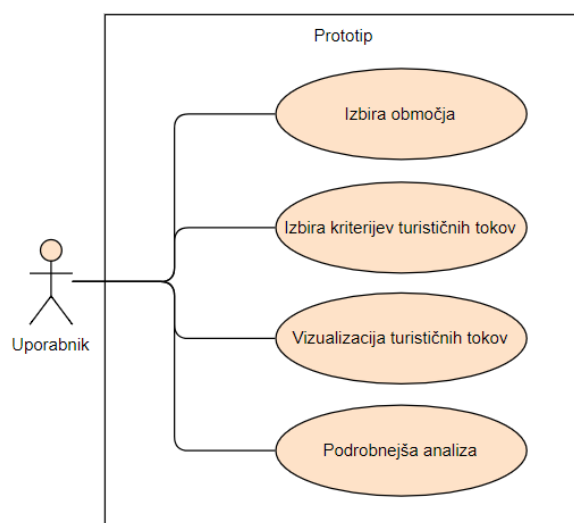 Prototip
Izbira območja
Izbira kriterijev turističnih tokov
Uporabnik
Vizualizacija turističnih tokov
Podrobnejša analiza